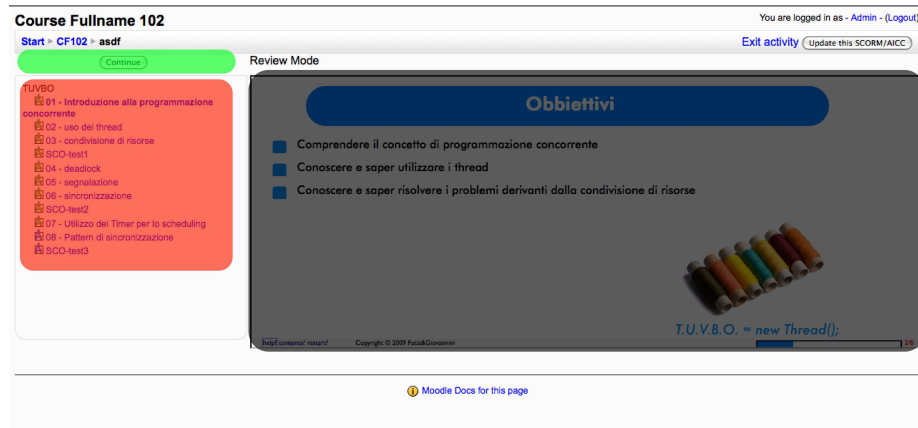 Course Fullname 102
You are logged in as - Admin - (Logout)
Start ► CF102 ► asdf
Exit activity
Update this SCORM/AICC
Continue
Review Mode
TUVBO
01 - Introduzione alla programmazione
concorrente
02 - uso dei thread
03 - condivisione di risorse
SCO-test1
04 - deadlock
05 - segnalazione
06 - sincronizzazione
SCO-test2
07 - Utilizzo dei Timer per lo scheduling
08 - Pattern di sincronizzazione
SCO-test3
Obbiettivi
Comprendere il concetto di programmazione concorrente
Conoscere e saper utilizzare i thread
Conoscere e saper risolvere i problemi derivanti dalla condivisione di risorse
T.U.V.B.O. = new Thread();
help? contents? restart?
Copyright © 2009
2/8
Moodle Docs for this page